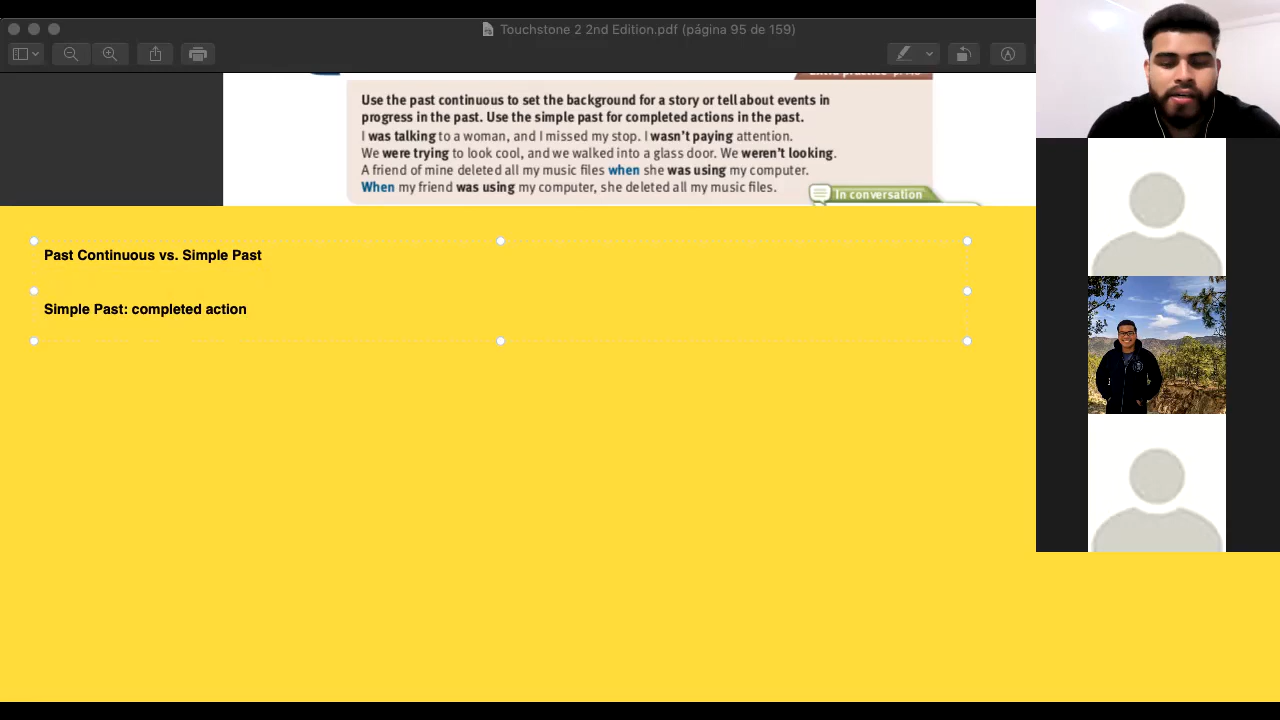 Touchstone 2 2nd Edition.pdf (página 95 de 159)
Use the past continuous to set the background for a story or tell about events in
progress in the past. Use the simple past for completed actions in the past.
I was talking to a woman, and I missed my stop. I wasn't paying attention.
We were trying to look cool, and we walked into a glass door. We weren't looking.
A friend of mine deleted all my music files when she was using my computer.
When my friend was using my computer, she deleted all my music files.
In conversation
Past Continuous vs. Simple Past
Simple Past: completed action